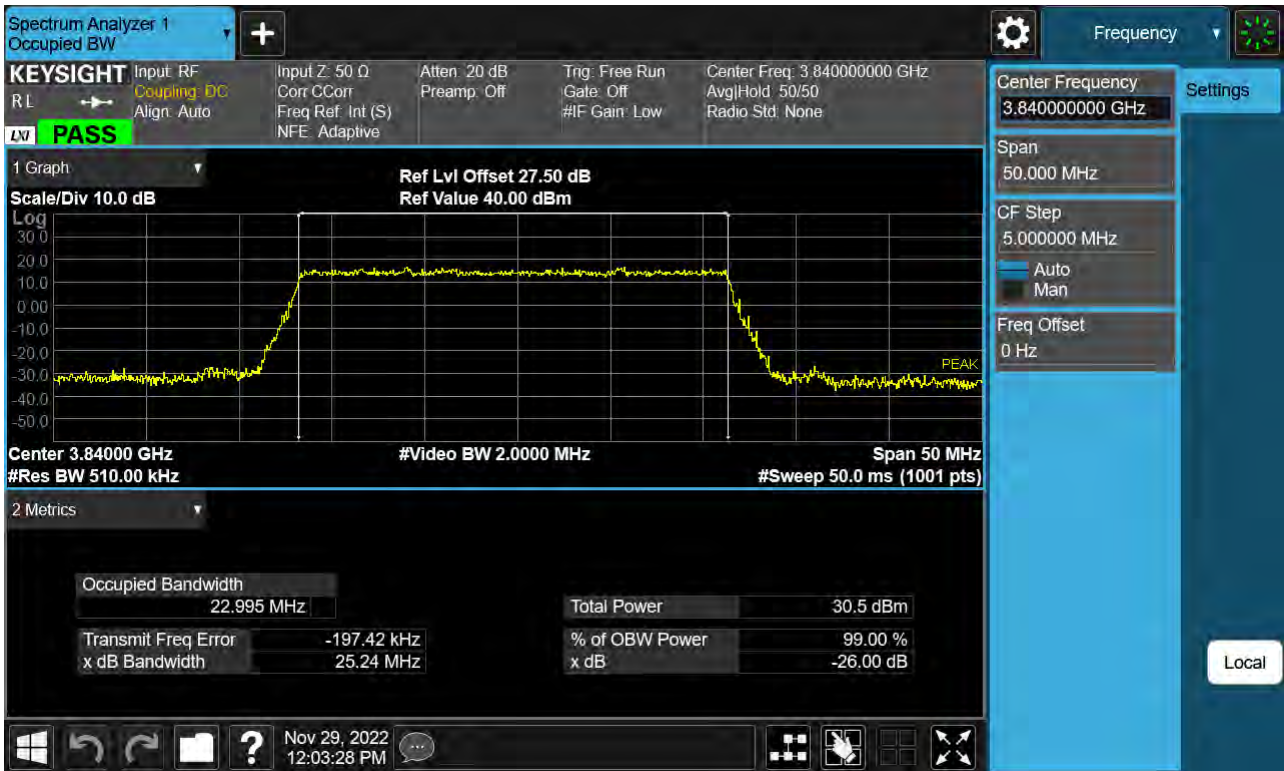 Spectrum Analyzer 1
Occupied BW
Frequency
KEYSIGHT
R L
LXI
PASS
Input: RF
Coupling: DC
Align: Auto
Input Z: 50 Ω
Corr CCorr
Freq Ref: Int (S)
NFE: Adaptive
Atten: 20 dB
Preamp: Off
Trig: Free Run
Gate: Off
#IF Gain: Low
Center Freq: 3.840000000 GHz
Avg|Hold: 50/50
Radio Std: None
1 Graph
Scale/Div 10.0 dB
Ref Lvl Offset 27.50 dB
Ref Value 40.00 dBm
Log
30.0
20.0
10.0
0.00
-10.0
-20.0
-30.0
-40.0
-50.0
PEAK
Center 3.84000 GHz
#Video BW 2.0000 MHz
Span 50 MHz
#Res BW 510.00 kHz
#Sweep 50.0 ms (1001 pts)
2 Metrics
Occupied Bandwidth
22.995 MHz
Total Power 30.5 dBm
Transmit Freq Error -197.42 kHz
% of OBW Power 99.00 %
x dB Bandwidth 25.24 MHz
x dB -26.00 dB
Center Frequency
3.840000000 GHz
Settings
Span
50.000 MHz
CF Step
5.000000 MHz
Auto
Man
Freq Offset
0 Hz
Local
?
Nov 29, 2022
12:03:28 PM